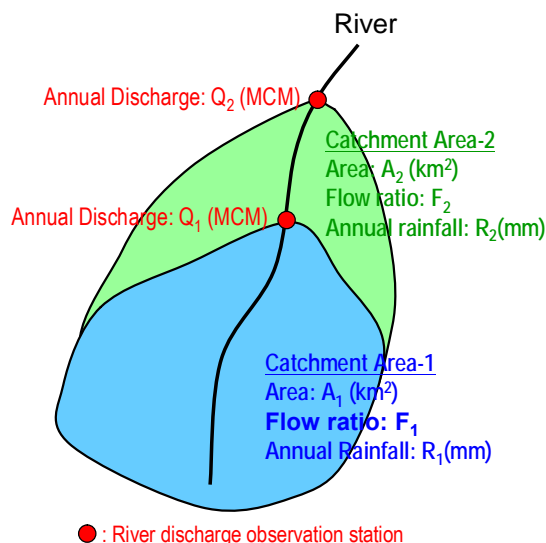 River
Annual Discharge: Q₂ (MCM)
Catchment Area-2
Area: A₂ (km²)
Flow ratio: F₂
Annual rainfall: R₂(mm)
Annual Discharge: Q₁ (MCM)
Catchment Area-1
Area: A₁ (km²)
Flow ratio: F₁
Annual Rainfall: R₁(mm)
: River discharge observation station